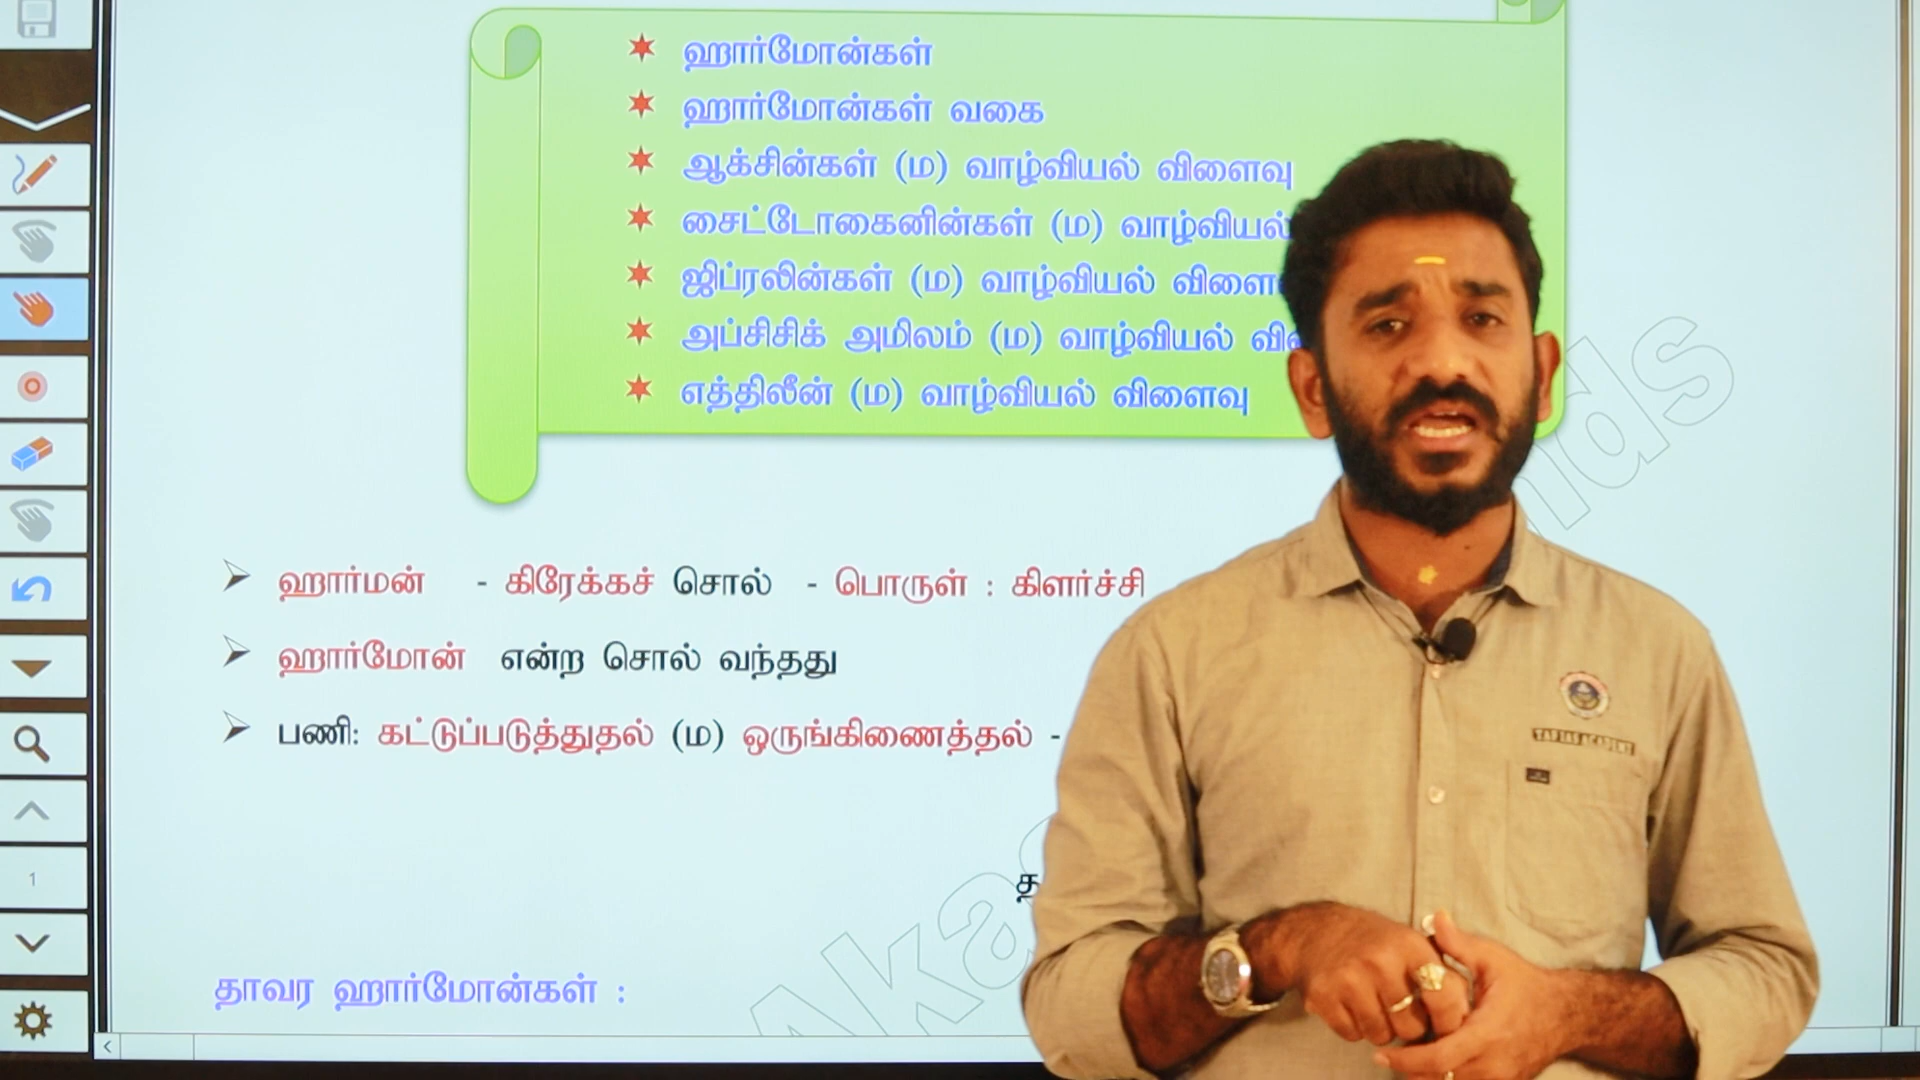 ஹார்மோன்கள்
ஹார்மோன்கள் வகை
ஆக்சின்கள் (ம) வாழ்வியல் விளைவு
சைட்டோகைனின்கள் (ம) வாழ்வியல்
ஜிப்ரலின்கள் (ம) வாழ்வியல்
அப்சிசிக் அமிலம் (ம) வாழ்வியல்
எத்திலீன் (ம) வாழ்வியல் விளைவு
ஹார்மன் - கிரேக்கச் சொல் - பொருள் : கிளர்ச்சி
ஹார்மோன் என்ற சொல் வந்தது
பணி: கட்டுப்படுத்துதல் (ம) ஒருங்கிணைத்தல் -
1
தாவர ஹார்மோன்கள் :